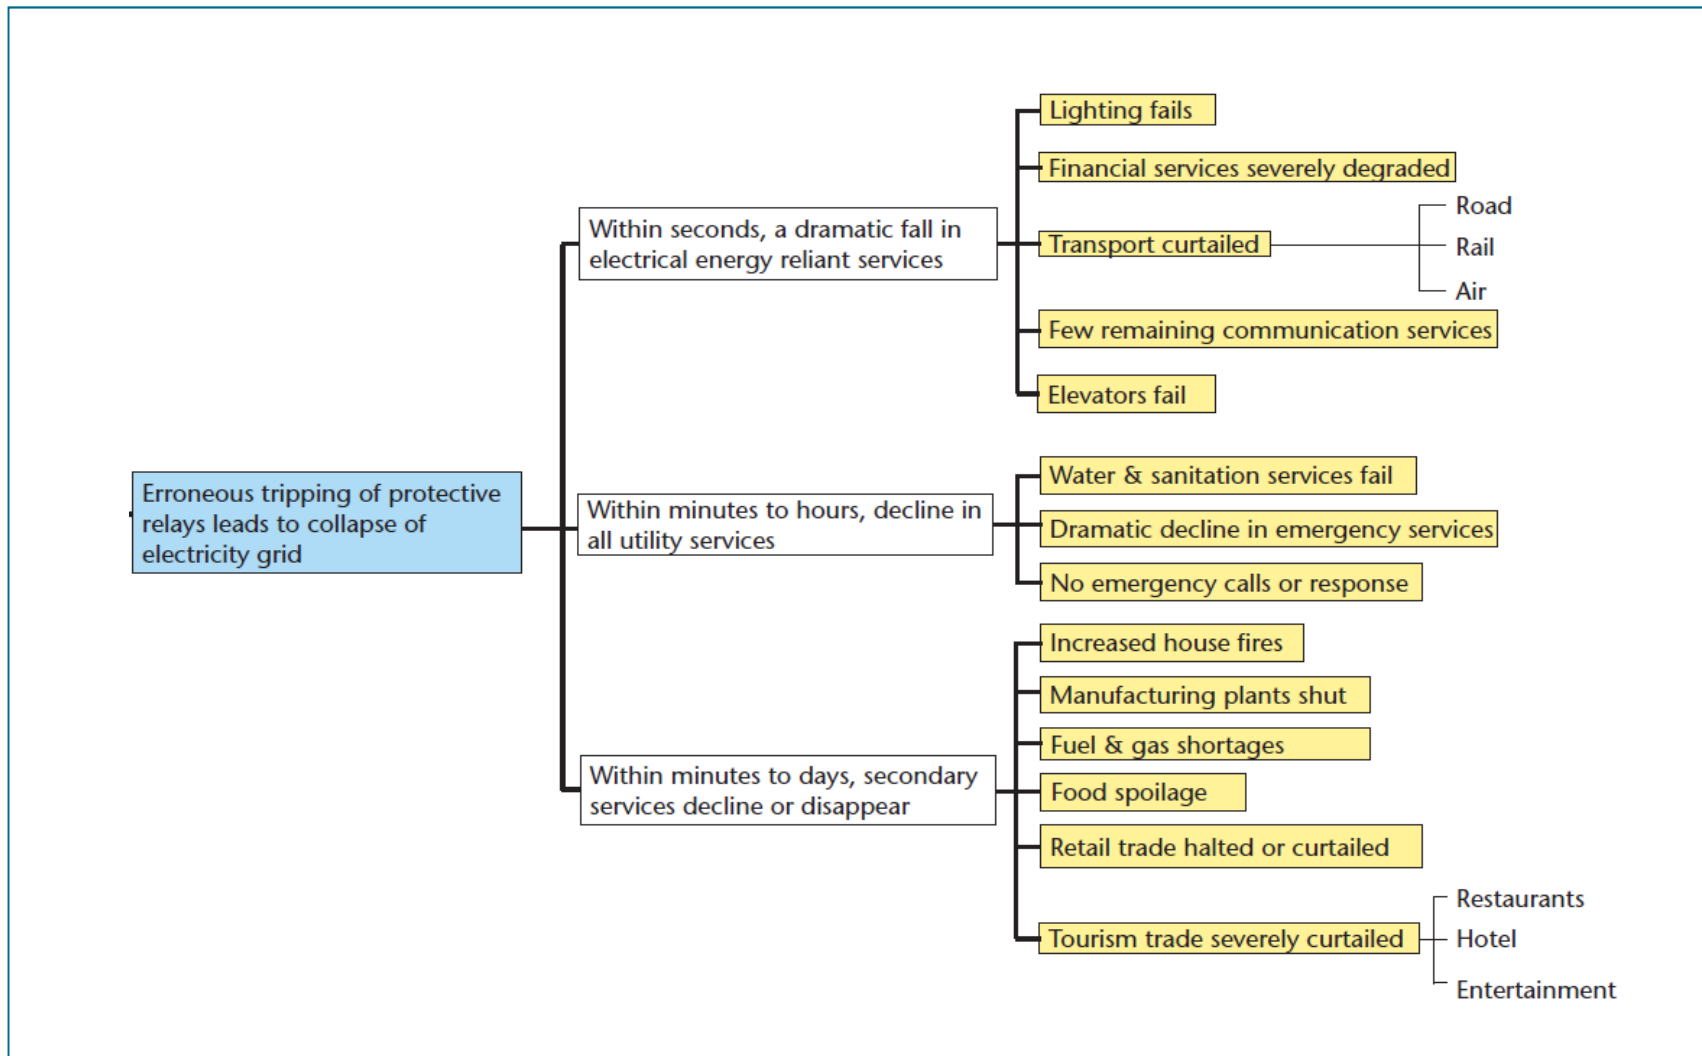 Erroneous tripping of protective
relays leads to collapse of
electricity grid
Within seconds, a dramatic fall in
electrical energy reliant services
Lighting fails
Financial services severely degraded
Transport curtailed
Road
Rail
Air
Few remaining communication services
Elevators fail
Within minutes to hours, decline in
all utility services
Water & sanitation services fail
Dramatic decline in emergency services
No emergency calls or response
Within minutes to days, secondary
services decline or disappear
Increased house fires
Manufacturing plants shut
Fuel & gas shortages
Food spoilage
Retail trade halted or curtailed
Tourism trade severely curtailed
Restaurants
Hotel
Entertainment